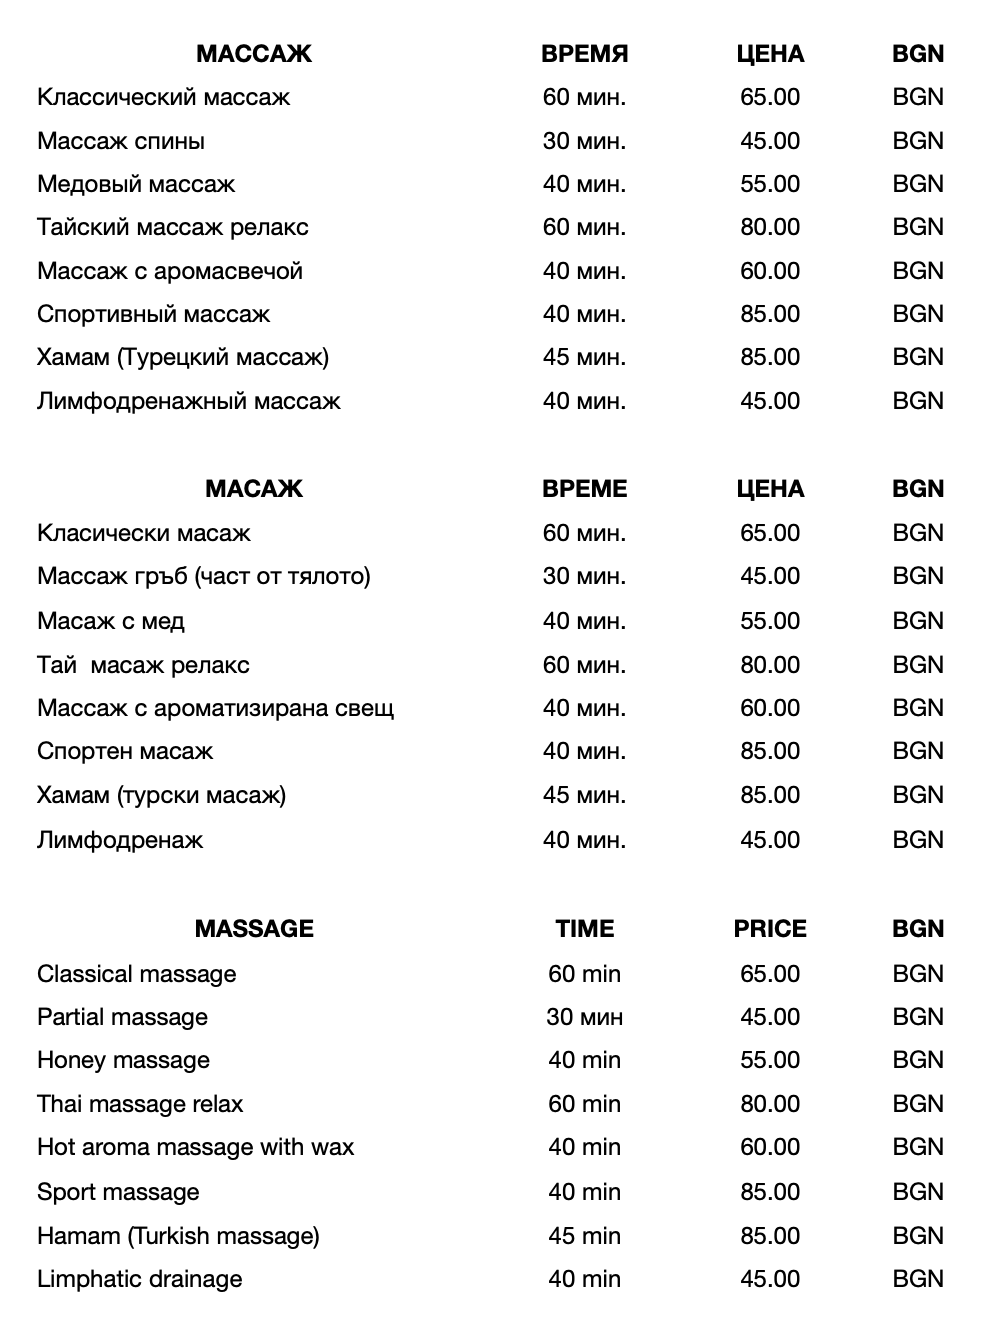 МАССАЖ ВРЕМЯ ЦЕНА BGN
Классический массаж 60 мин. 65.00 BGN
Массаж спины 30 мин. 45.00 BGN
Медовый массаж 40 мин. 55.00 BGN
Тайский массаж релакс 60 мин. 80.00 BGN
Массаж с аромасвечой 40 мин. 60.00 BGN
Спортивный массаж 40 мин. 85.00 BGN
Хамам (Турецкий массаж) 45 мин. 85.00 BGN
Лимфодренажный массаж 40 мин. 45.00 BGN
МАСАЖ ВРЕМЕ ЦЕНА BGN
Класически масаж 60 мин. 65.00 BGN
Массаж гръб (част от тялото) 30 мин. 45.00 BGN
Масаж с мед 40 мин. 55.00 BGN
Тай  масаж релакс 60 мин. 80.00 BGN
Массаж с ароматизирана свещ 40 мин. 60.00 BGN
Спортен масаж 40 мин. 85.00 BGN
Хамам (турски масаж) 45 мин. 85.00 BGN
Лимфодренаж 40 мин. 45.00 BGN
MASSAGE TIME PRICE BGN
Classical massage 60 min 65.00 BGN
Partial massage 30 мин 45.00 BGN
Honey massage 40 min 55.00 BGN
Thai massage relax 60 min 80.00 BGN
Hot aroma massage with wax 40 min 60.00 BGN
Sport massage 40 min 85.00 BGN
Hamam (Turkish massage) 45 min 85.00 BGN
Limphatic drainage 40 min 45.00 BGN